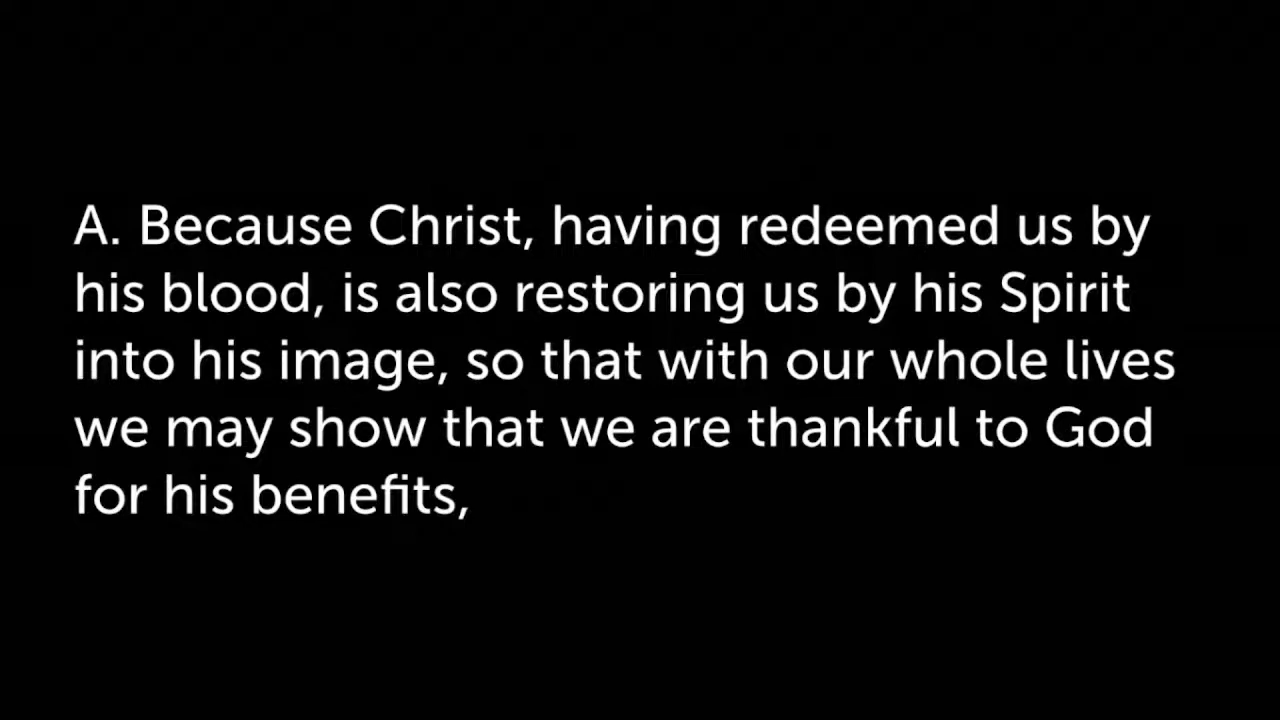 A. Because Christ, having redeemed us by
his blood, is also restoring us by his Spirit
into his image, so that with our whole lives
we may show that we are thankful to God
for his benefits,